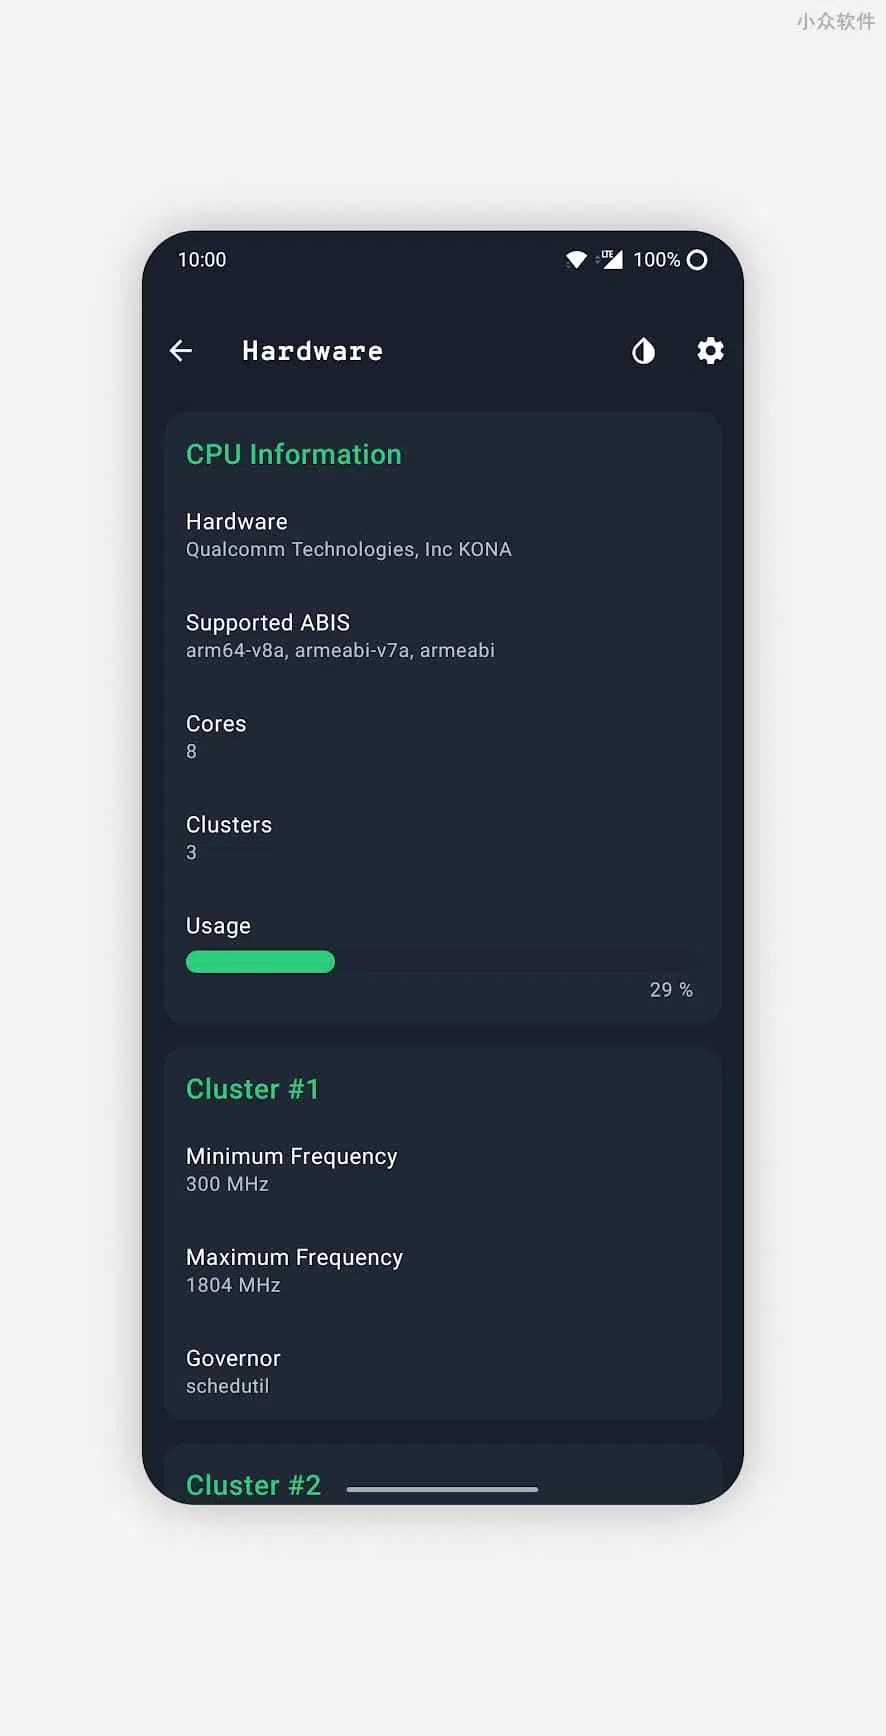 小众软件
10:00
LTE
100%
Hardware
CPU Information
Hardware
Qualcomm Technologies, Inc KONA
Supported ABIS
arm64-v8a, armeabi-v7a, armeabi
Cores
8
Clusters
3
Usage
29 %
Cluster #1
Minimum Frequency
300 MHz
Maximum Frequency
1804 MHz
Governor
schedutil
Cluster #2